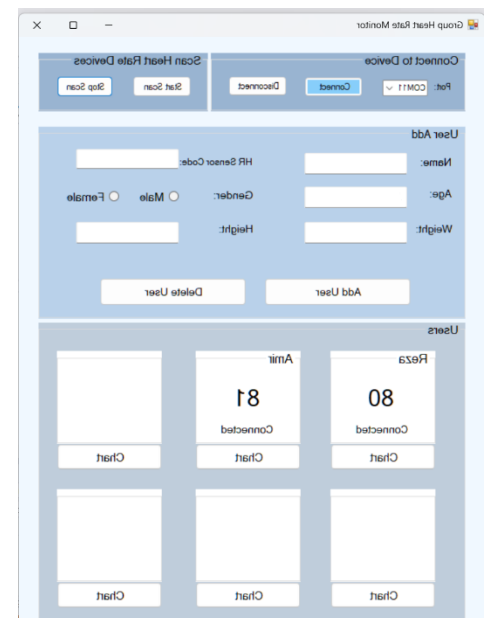 Group Heart Rate Monitor
Connect to Device
Scan Heart Rate Devices
Port: COM11 Connect Disconnect
Start Scan Stop Scan
User Add
Name: HR Sensor Code:
Age: Gender: Male Female
Weight: Height:
Add User Delete User
Users
Reza Amir
80 81
Connected Connected
Chart Chart Chart
Chart Chart Chart